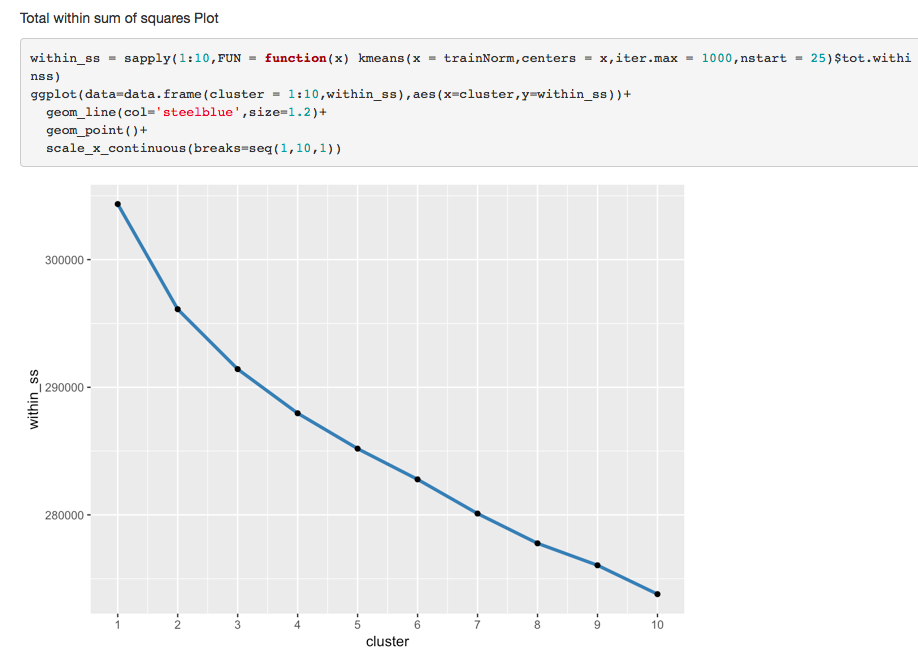 Total within sum of squares Plot
within_ss = sapply(1:10,FUN = function(x) kmeans(x = trainNorm,centers = x,iter.max = 1000,nstart = 25)$tot.withi
nss)
ggplot(data=data.frame(cluster = 1:10,within_ss),aes(x=cluster,y=within_ss))+
geom_line(col='steelblue',size=1.2)+
geom_point()+
scale_x_continuous(breaks=seq(1,10,1))
300000
290000
280000
within_ss
1 2 3 4 5 6 7 8 9 10
cluster